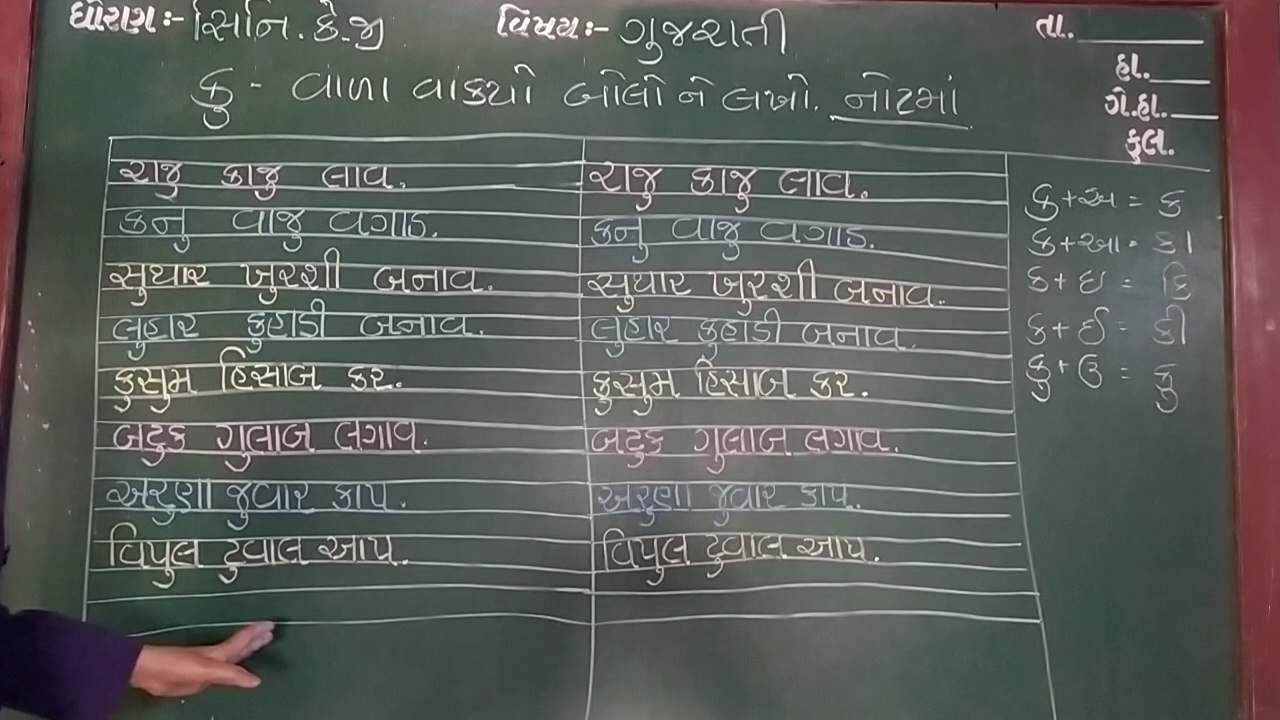 ધોરણ:- સિનિ. કે.જી વિષય:- ગુજરાતી તા.
હા.
ગે.હા.
કુલ.
કુ - વાળા વાકયો બોલો ને લખો. નોટમાં
રાજુ કાજુ લાવ. રાજુ કાજુ લાવ.
કનુ વાજુ વગાડ. કનુ વાજુ વગાડ.
સુથાર ખુરશી બનાવ. સુથાર ખુરશી બનાવ.
લુહાર કુહાડી બનાવ. લુહાર કુહાડી બનાવ.
કુસુમ હિસાબ કર. કુસુમ હિસાબ કર.
બટુક ગુલાબ લગાવ. બટુક ગુલાબ લગાવ.
અરુણા જુવાર કાપ. અરુણા જુવાર કાપ.
વિપુલ ટુવાલ આપ. વિપુલ ટુવાલ આપ.
ક્ + અ = ક
ક + આ = કા
ક + ઇ = કિ
ક + ઈ = કી
ક્ + ઉ = કુ